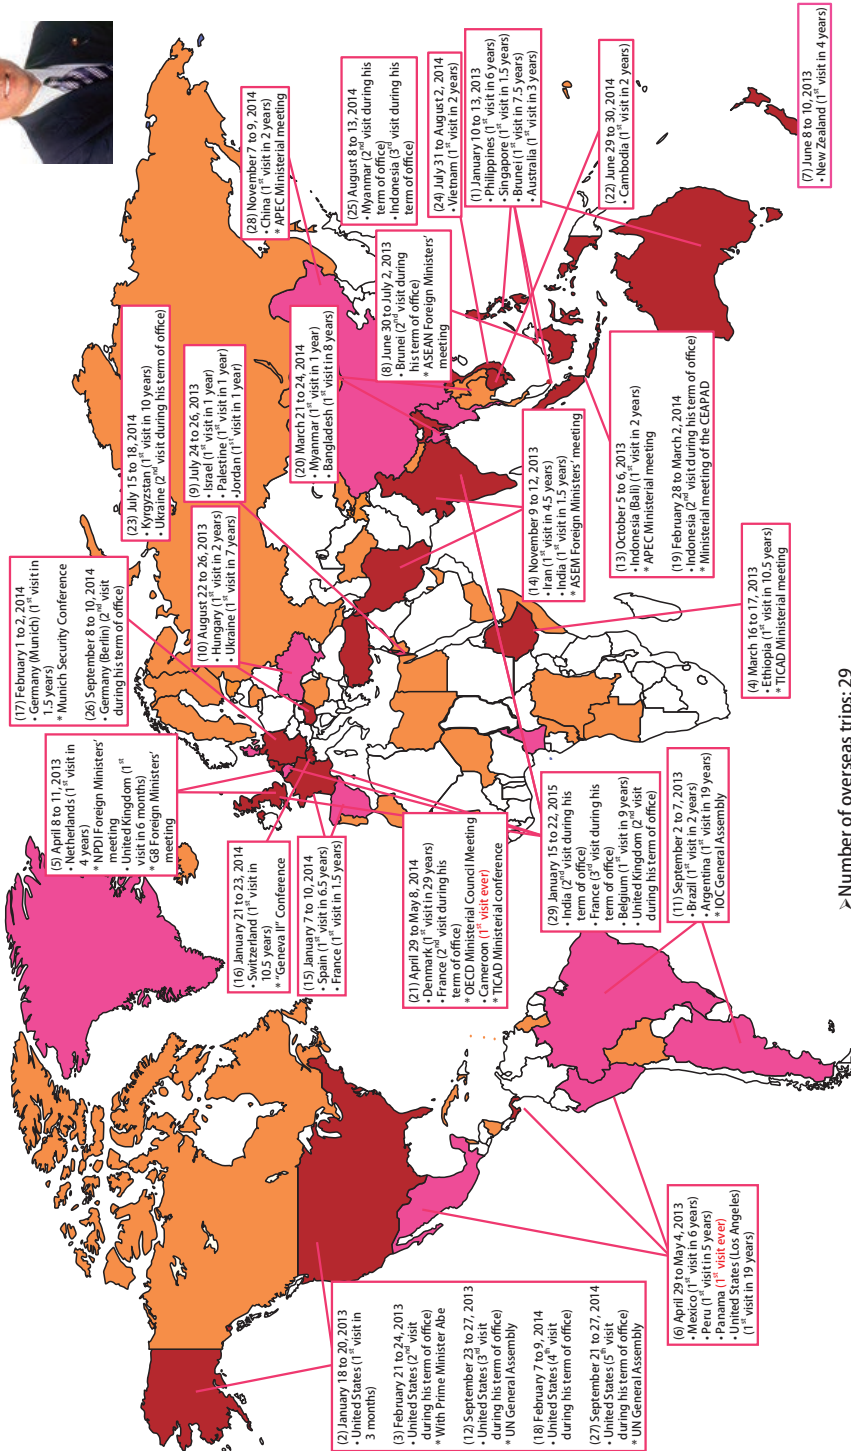 (28) November 7 to 9, 2014
• China (1st visit in 2 years)
* APEC Ministerial meeting
(25) August 8 to 13, 2014
• Myanmar (2nd visit during his
term of office)
• Indonesia (3rd visit during his
term of office)
(24) July 31 to August 2, 2014
• Vietnam (1st visit in 2 years)
(1) January 10 to 13, 2013
• Philippines (1st visit in 6 years)
• Singapore (1st visit in 1.5 years)
• Brunei (1st visit in 7.5 years)
• Australia (1st visit in 3 years)
(22) June 29 to 30, 2014
• Cambodia (1st visit in 2 years)
(7) June 8 to 10, 2013
• New Zealand (1st visit in 4 years)
(23) July 15 to 18, 2014
• Kyrgyzstan (1st visit in 10 years)
• Ukraine (2nd visit during his term of office)
(9) July 24 to 26, 2013
• Israel (1st visit in 1 year)
• Palestine (1st visit in 1 year)
•Jordan (1st visit in 1 year)
(20) March 21 to 24, 2014
• Myanmar (1st visit in 1 year)
• Bangladesh (1st visit in 8 years)
(8) June 30 to July 2, 2013
• Brunei (2nd visit during
his term of office)
* ASEAN Foreign Ministers'
meeting
(17) February 1 to 2, 2014
• Germany (Munich) (1st visit in
1.5 years)
* Munich Security Conference
(26) September 8 to 10, 2014
• Germany (Berlin) (2nd visit
during his term of office)
(10) August 22 to 26, 2013
• Hungary (1st visit in 2 years)
• Ukraine (1st visit in 7 years)
(14) November 9 to 12, 2013
• Iran (1st visit in 4.5 years)
• India (1st visit in 1.5 years)
* ASEM Foreign Ministers' meeting
(13) October 5 to 6, 2013
• Indonesia (Bali) (1st visit in 2 years)
* APEC Ministerial meeting
(19) February 28 to March 2, 2014
• Indonesia (2nd visit during his term of office)
* Ministerial meeting of the CEAPAD
(4) March 16 to 17, 2013
• Ethiopia (1st visit in 10.5 years)
* TICAD Ministerial meeting
(5) April 8 to 11, 2013
• Netherlands (1st visit in
4 years)
* NPDI Foreign Ministers'
meeting
• United Kingdom (1st
visit in 6 months)
* G8 Foreign Ministers'
meeting
(16) January 21 to 23, 2014
• Switzerland (1st visit in
10.5 years)
* "Geneva II" Conference
(15) January 7 to 10, 2014
• Spain (1st visit in 6.5 years)
• France (1st visit in 1.5 years)
(21) April 29 to May 8, 2014
• Denmark (1st visit in 29 years)
• France (2nd visit during his
term of office)
* OECD Ministerial Council Meeting
• Cameroon (1st visit ever)
* TICAD Ministerial conference
(29) January 15 to 22, 2015
• India (2nd visit during his
term of office)
• France (3rd visit during his
term of office)
• Belgium (1st visit in 9 years)
• United Kingdom (2nd visit
during his term of office)
(11) September 2 to 7, 2013
• Brazil (1st visit in 2 years)
• Argentina (1st visit in 19 years)
* IOC General Assembly
(2) January 18 to 20, 2013
• United States (1st visit in
3 months)
(3) February 21 to 24, 2013
• United States (2nd visit
during his term of office)
* With Prime Minister Abe
(12) September 23 to 27, 2013
• United States (3rd visit
during his term of office)
* UN General Assembly
(18) February 7 to 9, 2014
• United States (4th visit
during his term of office)
(27) September 21 to 27, 2014
• United States (5th visit
during his term of office)
* UN General Assembly
(6) April 29 to May 4, 2013
• Mexico (1st visit in 6 years)
• Peru (1st visit in 5 years)
• Panama (1st visit ever)
• United States (Los Angeles)
(1st visit in 19 years)
➤Number of overseas trips: 29